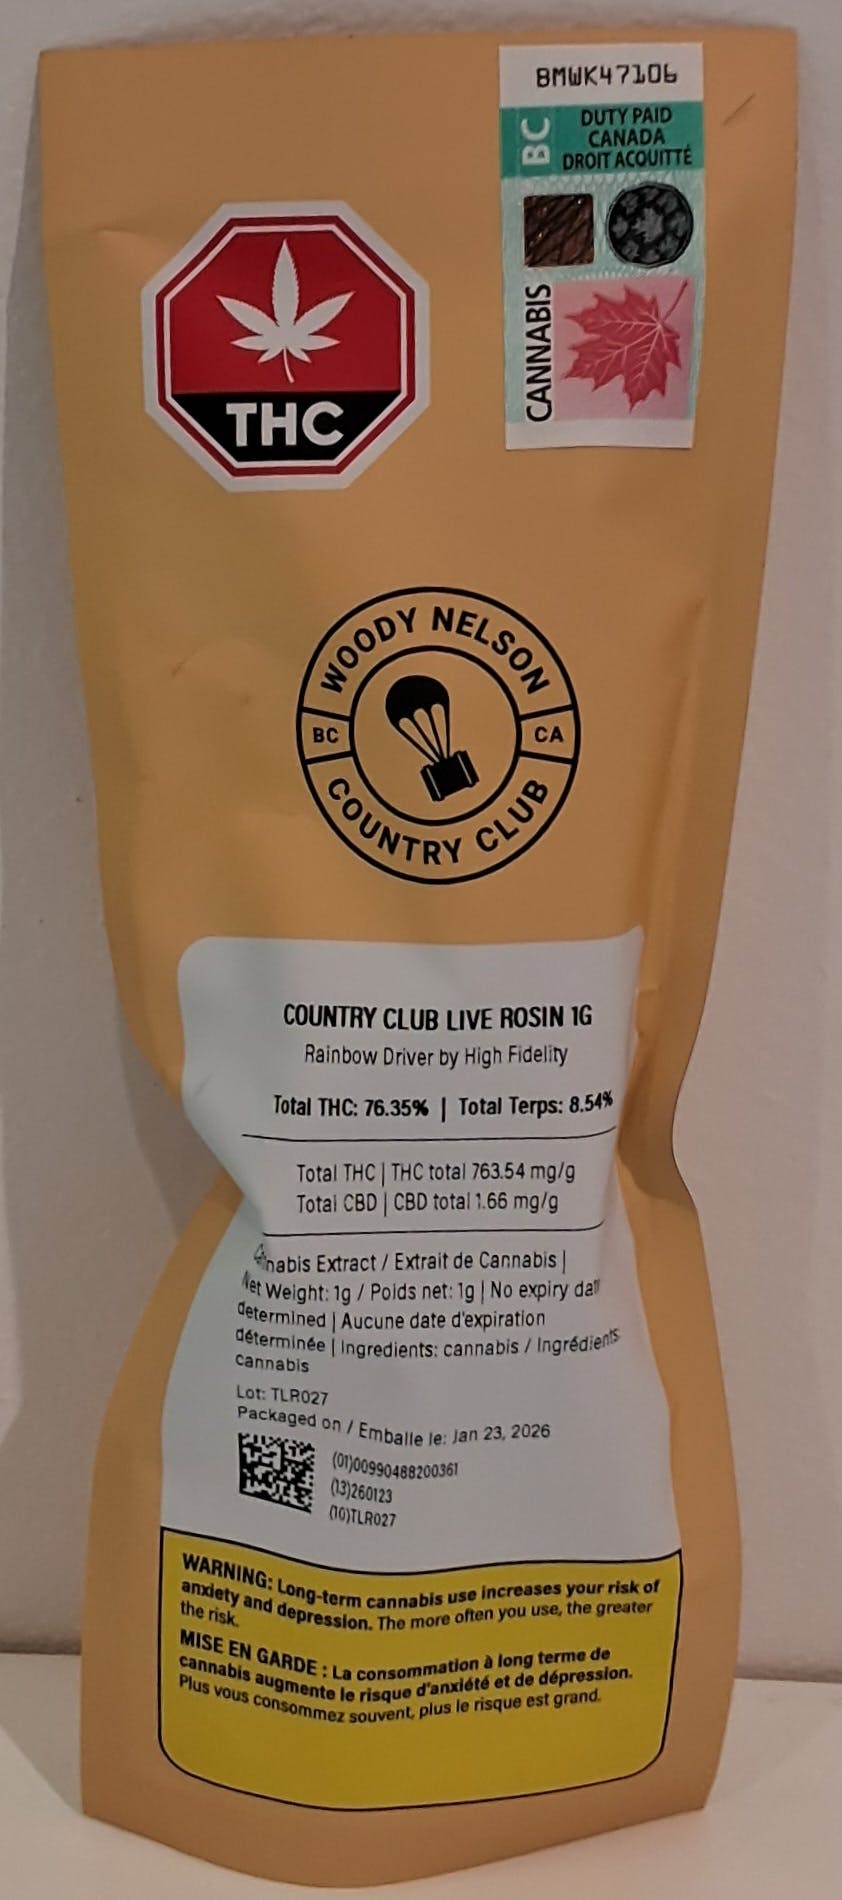 BMWK47106
BC
DUTY PAID
CANADA
DROIT ACQUITTÉ
CANNABIS
THC
WOODY NELSON
BC
CA
COUNTRY CLUB
COUNTRY CLUB LIVE ROSIN 1G
Rainbow Driver by High Fidelity
Total THC: 76.35% | Total Terps: 8.54%
Total THC | THC total 763.54 mg/g
Total CBD | CBD total 1.66 mg/g
Cannabis Extract / Extrait de Cannabis |
Net Weight: 1g / Poids net: 1g | No expiry date
determined | Aucune date d'expiration
déterminée | Ingredients: cannabis / Ingrédients
cannabis
Lot: TLR027
Packaged on / Emballe le: Jan 23, 2026
(01)00990488200361
(13)260123
(10)TLR027
WARNING: Long-term cannabis use increases your risk of
anxiety and depression. The more often you use, the greater
the risk.
MISE EN GARDE : La consommation à long terme de
cannabis augmente le risque d'anxiété et de dépression.
Plus vous consommez souvent, plus le risque est grand.